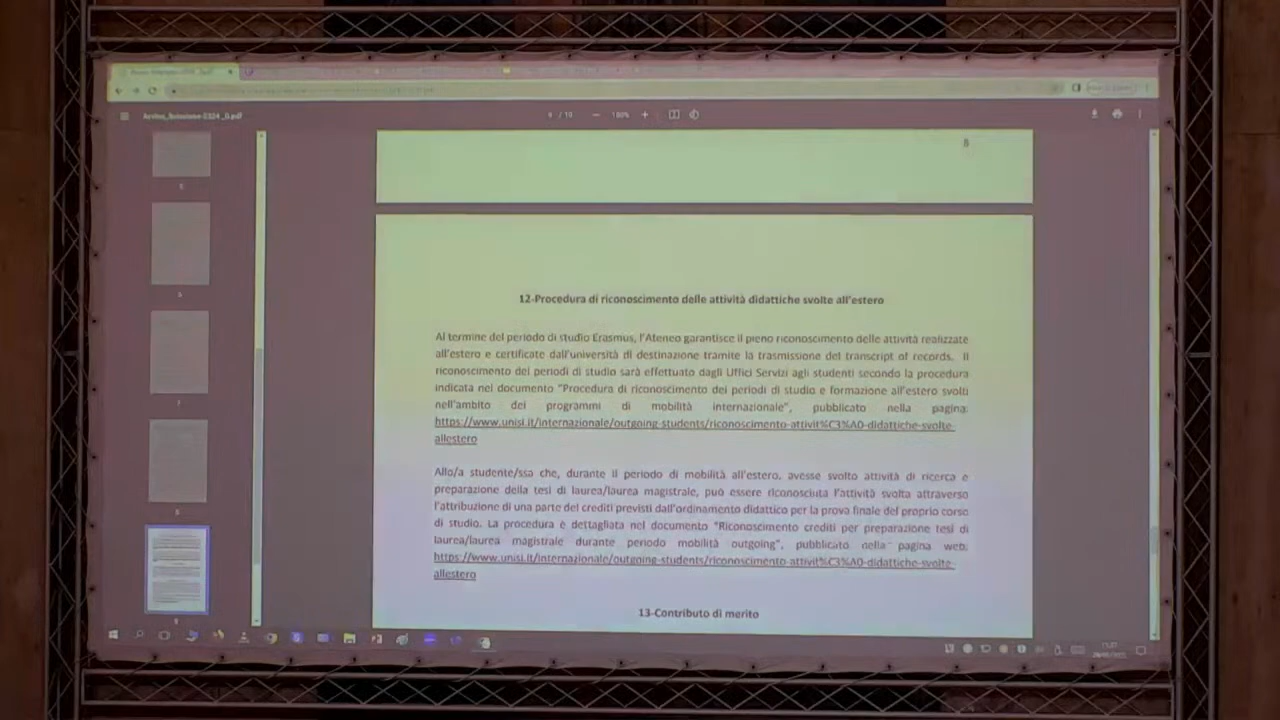 9 / 10
100%
8
12-Procedura di riconoscimento delle attività didattiche svolte all'estero
Al termine del periodo di studio Erasmus, l'Ateneo garantisce il pieno riconoscimento delle attività realizzate
all'estero e certificate dall'università di destinazione tramite la trasmissione del transcript of records. Il
riconoscimento dei periodi di studio sarà effettuato dagli Uffici Servizi agli studenti secondo la procedura
indicata nel documento "Procedura di riconoscimento dei periodi di studio e formazione all'estero svolti
nell'ambito dei programmi di mobilità internazionale", pubblicato nella pagina:
https://www.unisi.it/internazionale/outgoing-students/riconoscimento-attivit%C3%A0-didattiche-svolte-
allestero
Allo/a studente/ssa che, durante il periodo di mobilità all'estero, avesse svolto attività di ricerca e
preparazione della tesi di laurea/laurea magistrale, può essere riconosciuta l'attività svolta attraverso
l'attribuzione di una parte dei crediti previsti dall'ordinamento didattico per la prova finale del proprio corso
di studio. La procedura è dettagliata nel documento "Riconoscimento crediti per preparazione tesi di
laurea/laurea magistrale durante periodo mobilità outgoing", pubblicato nella pagina web:
https://www.unisi.it/internazionale/outgoing-students/riconoscimento-attivit%C3%A0-didattiche-svolte-
allestero
13-Contributo di merito